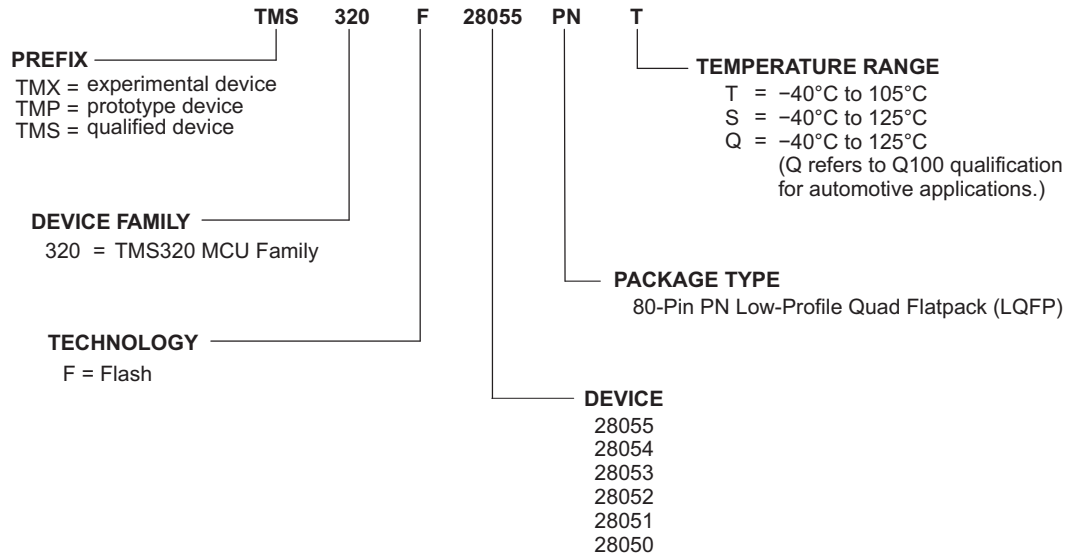 TMS 320 F 28055 PN T
PREFIX
TMX = experimental device
TMP = prototype device
TMS = qualified device
TEMPERATURE RANGE
T = −40°C to 105°C
S = −40°C to 125°C
Q = −40°C to 125°C
(Q refers to Q100 qualification
for automotive applications.)
DEVICE FAMILY
320 = TMS320 MCU Family
PACKAGE TYPE
80-Pin PN Low-Profile Quad Flatpack (LQFP)
TECHNOLOGY
F = Flash
DEVICE
28055
28054
28053
28052
28051
28050